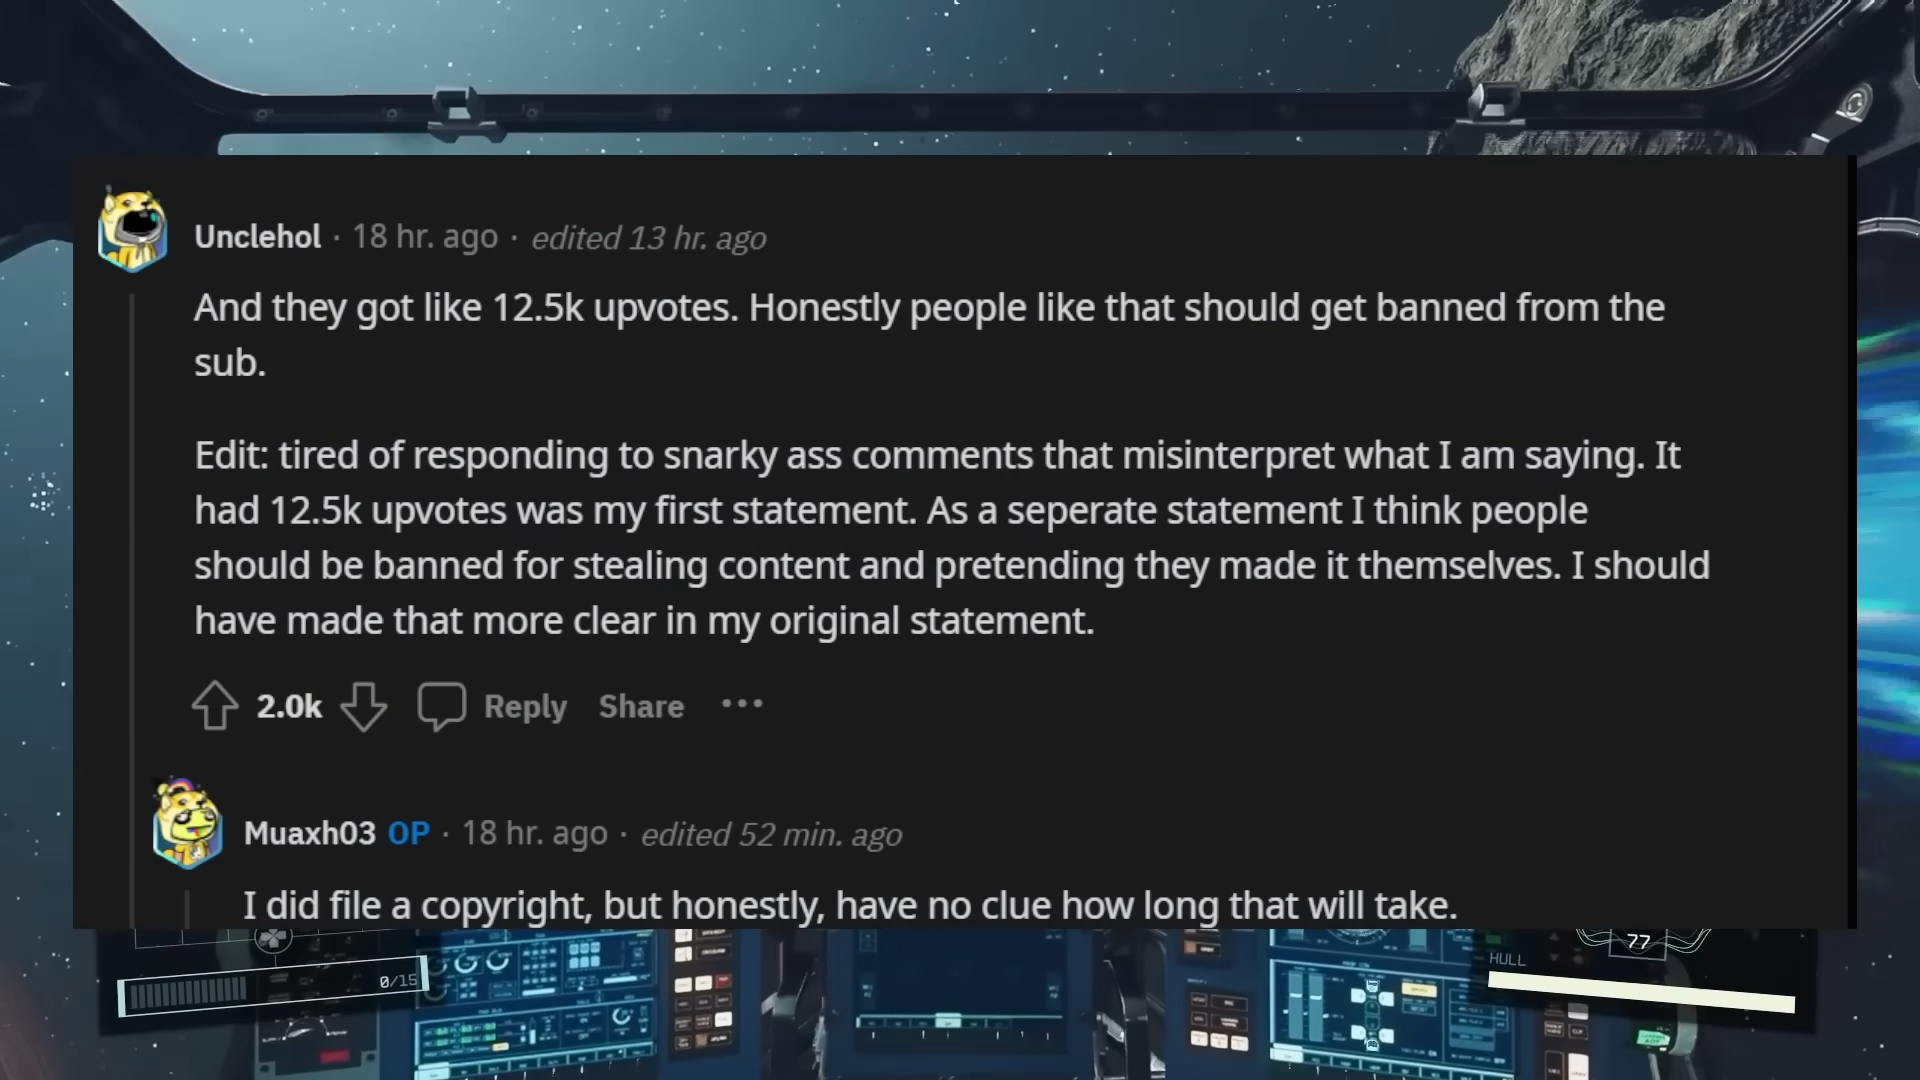 Unclehol · 18 hr. ago · edited 13 hr. ago
And they got like 12.5k upvotes. Honestly people like that should get banned from the
sub.
Edit: tired of responding to snarky ass comments that misinterpret what I am saying. It
had 12.5k upvotes was my first statement. As a seperate statement I think people
should be banned for stealing content and pretending they made it themselves. I should
have made that more clear in my original statement.
2.0k Reply Share ...
Muaxh03 OP · 18 hr. ago · edited 52 min. ago
I did file a copyright, but honestly, have no clue how long that will take.
77
HULL
0/15